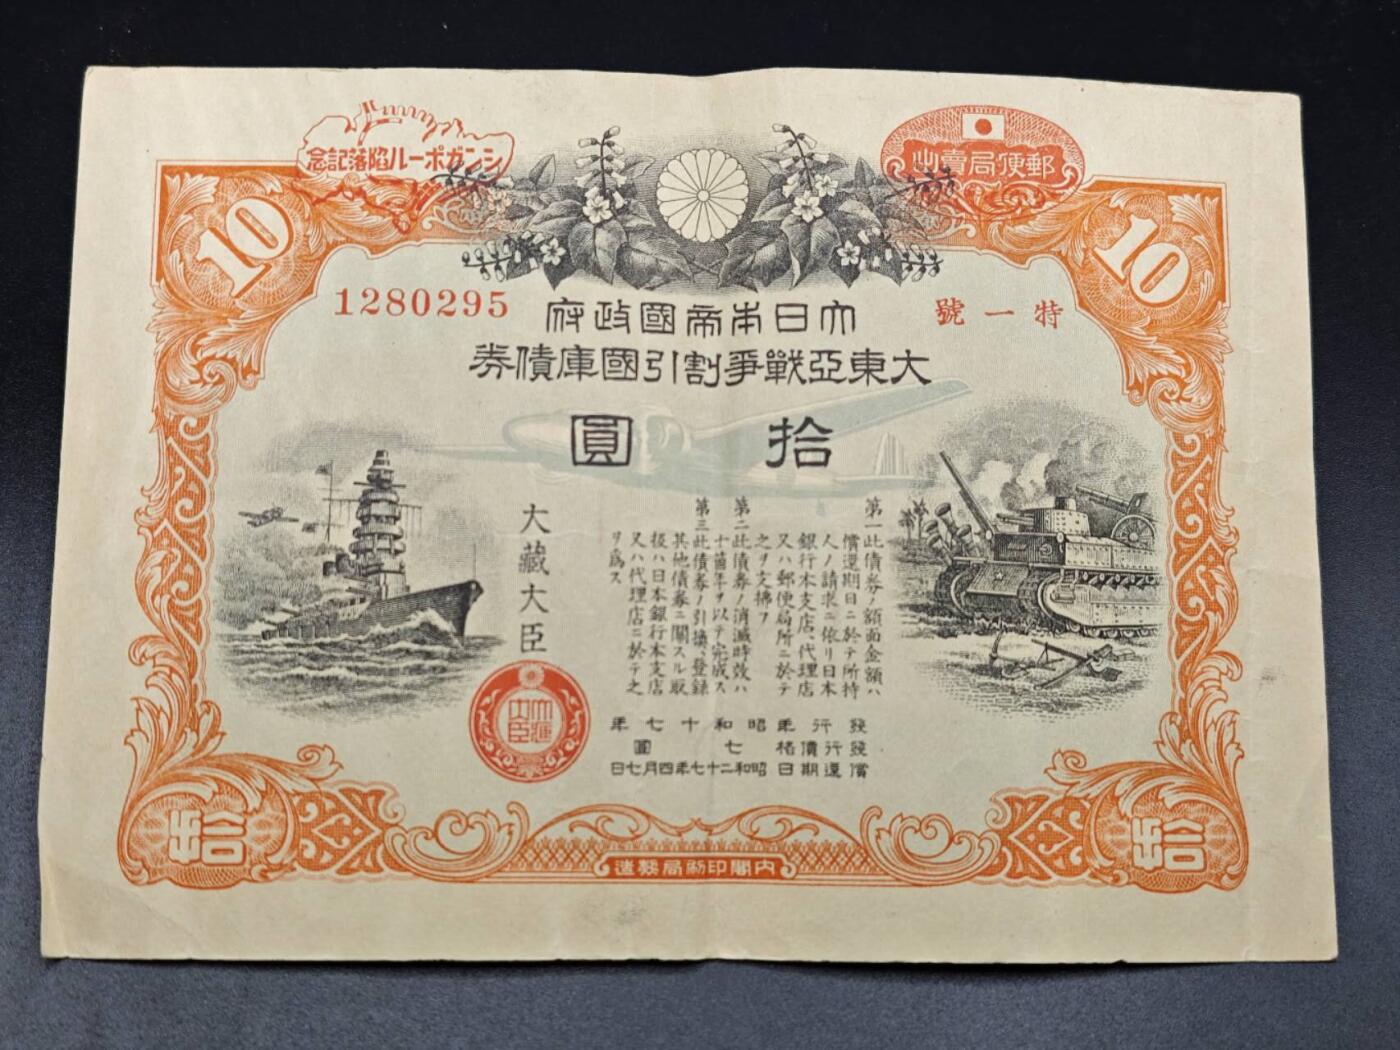 シンガポール陥落記念
郵便局賣出
10
10
1280295
特一號
大日本帝國政府
大東亞戰爭割引國庫債券
拾圓
第一此債券ノ額面金額ハ
償還期日ニ於テ所持
人ノ請求ニ依リ日本
銀行本支店、代理店
又ハ郵便局所ニ於テ
之ヲ支拂フ
第二此債券ノ消滅時效ハ
十箇年ヲ以テ完成ス
第三此債券ノ引換、登錄
其他債券ニ關スル取
扱ハ日本銀行本支店
又ハ代理店ニ於テ之
ヲ爲ス
大藏大臣
大藏大臣
發行年昭和十七年
發行價格七圓
償還期日昭和二十七年四月七日
拾
拾
內閣印刷局製造